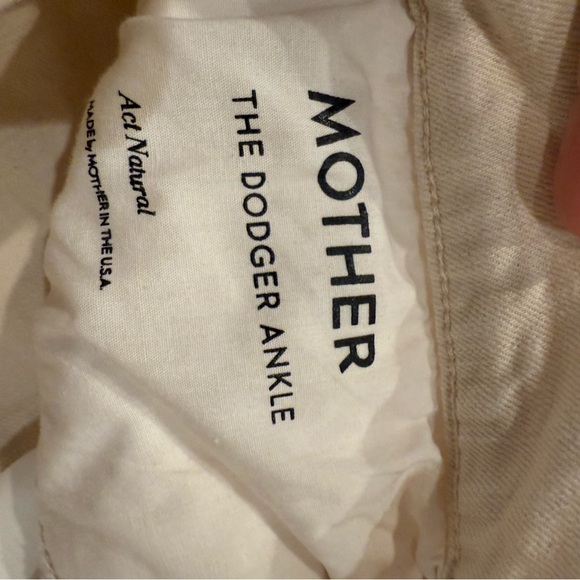 MOTHER
THE DODGER ANKLE
Act Natural
MADE by MOTHER IN THE U.S.A.